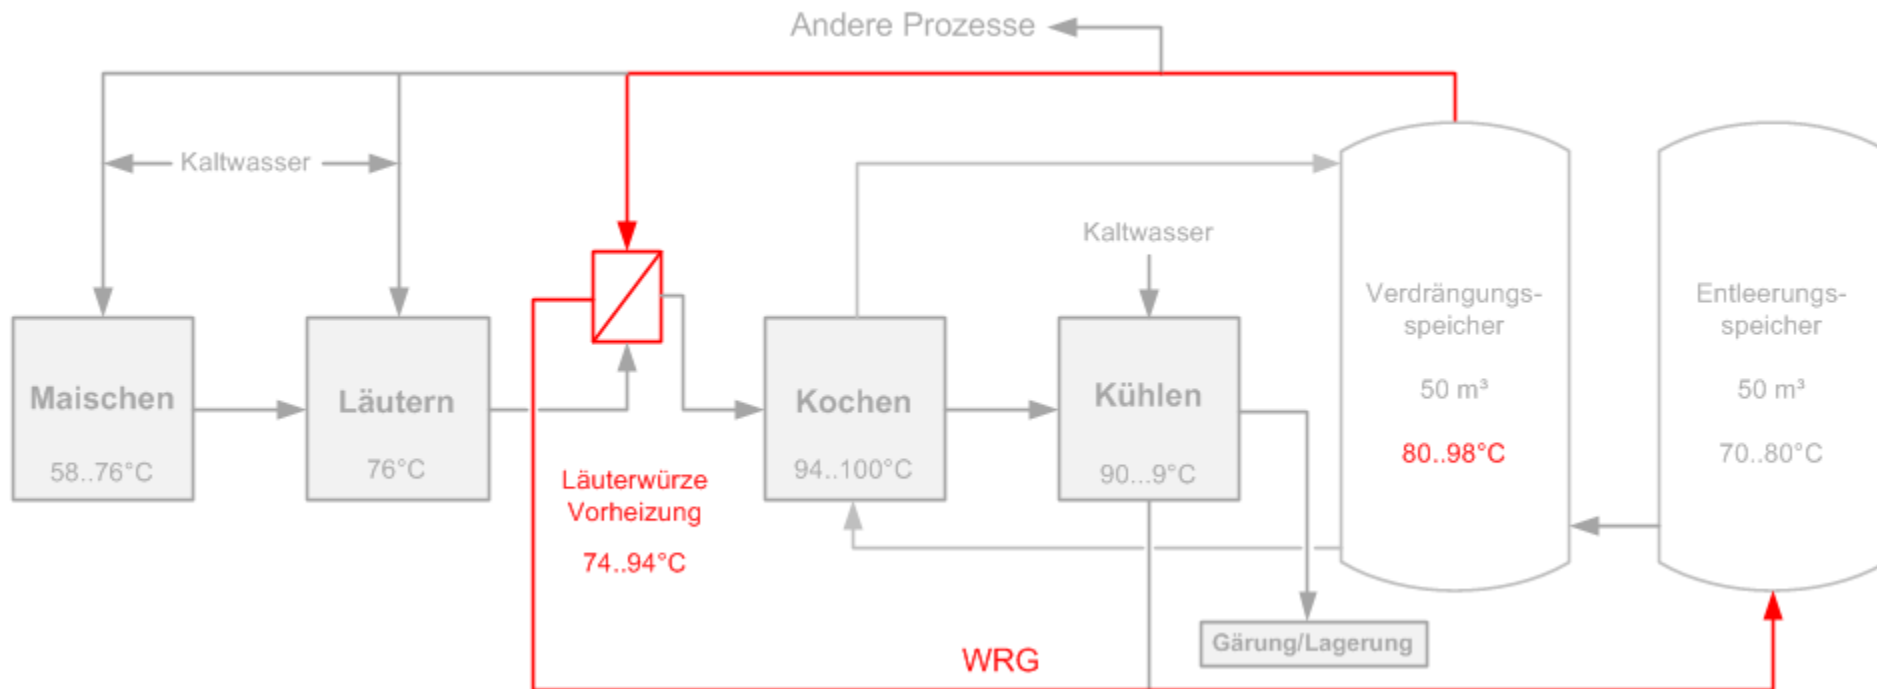 Andere Prozesse
Kaltwasser
Kaltwasser
Maischen
58..76°C
Läutern
76°C
Läuterwürze
Vorheizung
74..94°C
Kochen
94..100°C
Kühlen
90...9°C
Verdrängungs-
speicher
50 m³
80..98°C
Entleerungs-
speicher
50 m³
70..80°C
Gärung/Lagerung
WRG